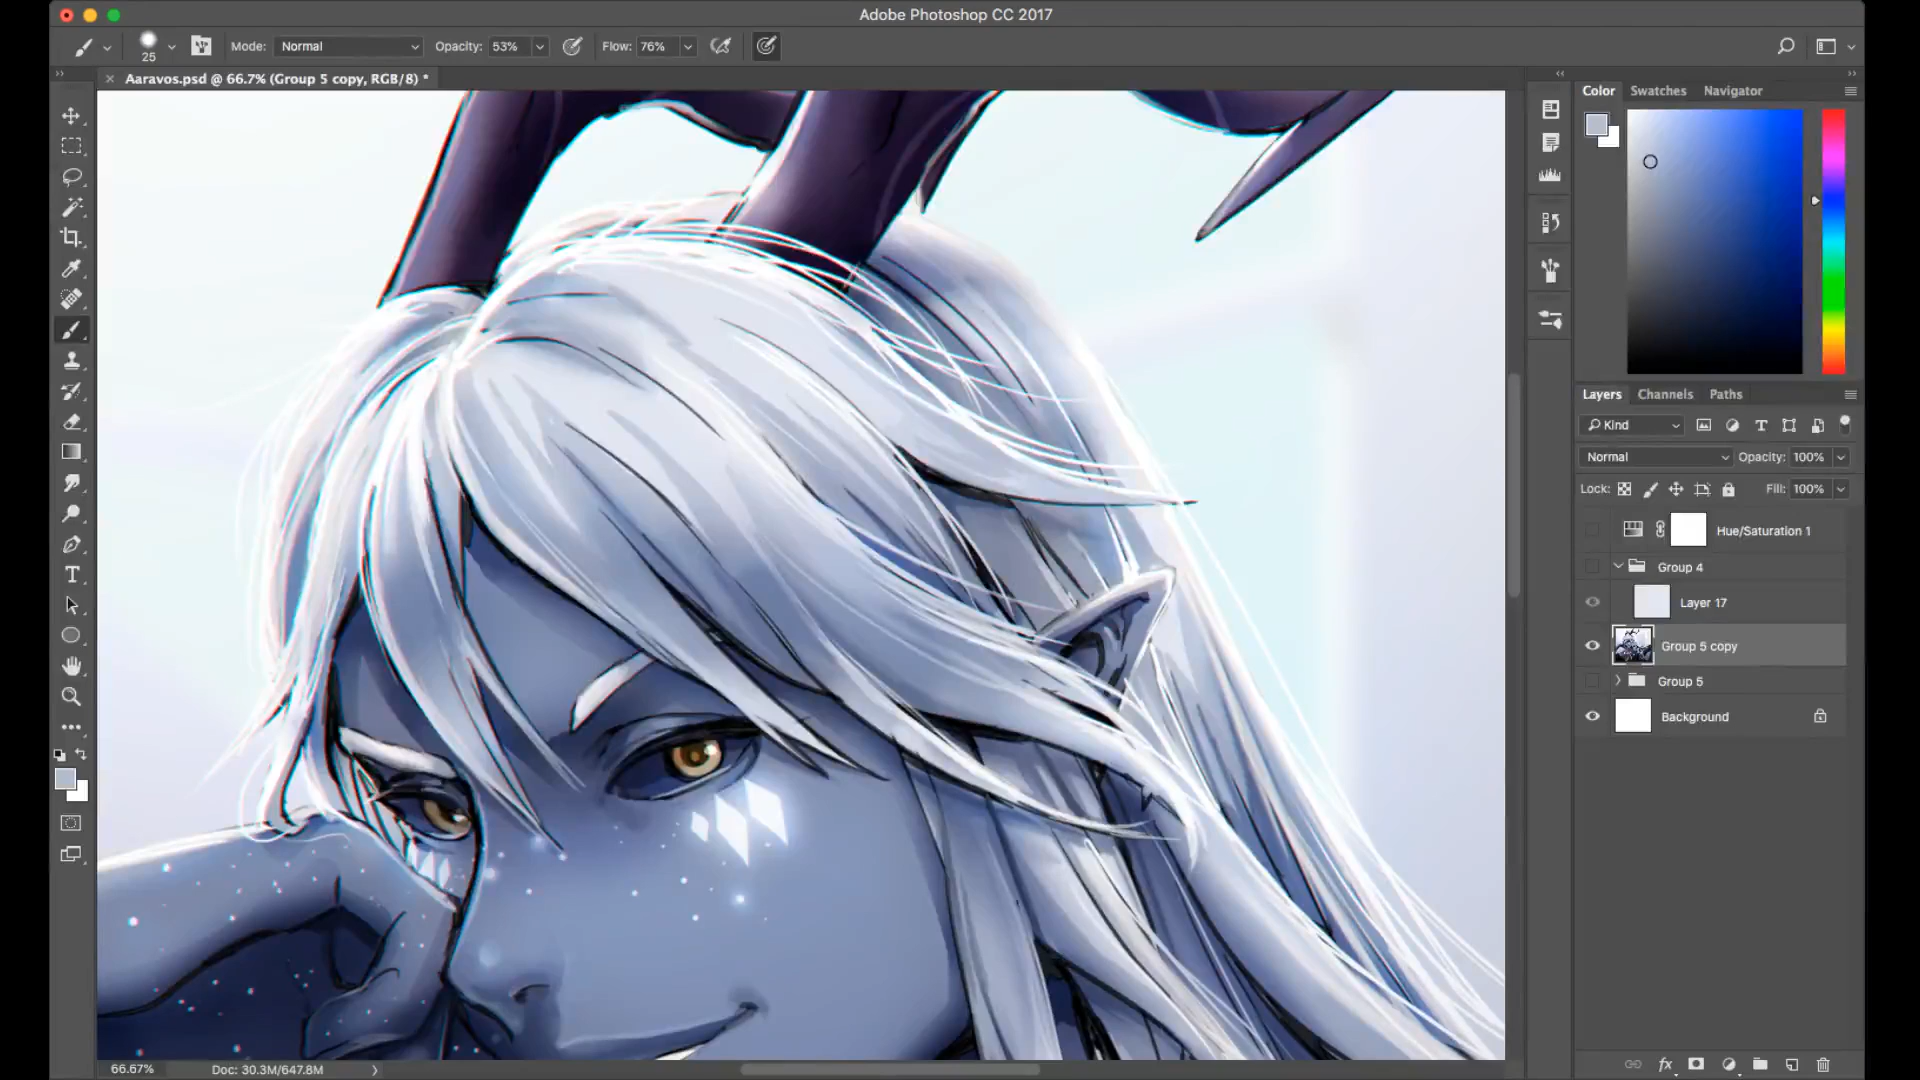 Adobe Photoshop CC 2017
25 Mode: Normal Opacity: 53% Flow: 76%
Aaravos.psd @ 66.7% (Group 5 copy, RGB/8) *
Color Swatches Navigator
Layers Channels Paths
Kind
Normal Opacity: 100%
Lock: Fill: 100%
Hue/Saturation 1
Group 4
Layer 17
Group 5 copy
Group 5
Background
66.67% Doc: 30.3M/647.8M